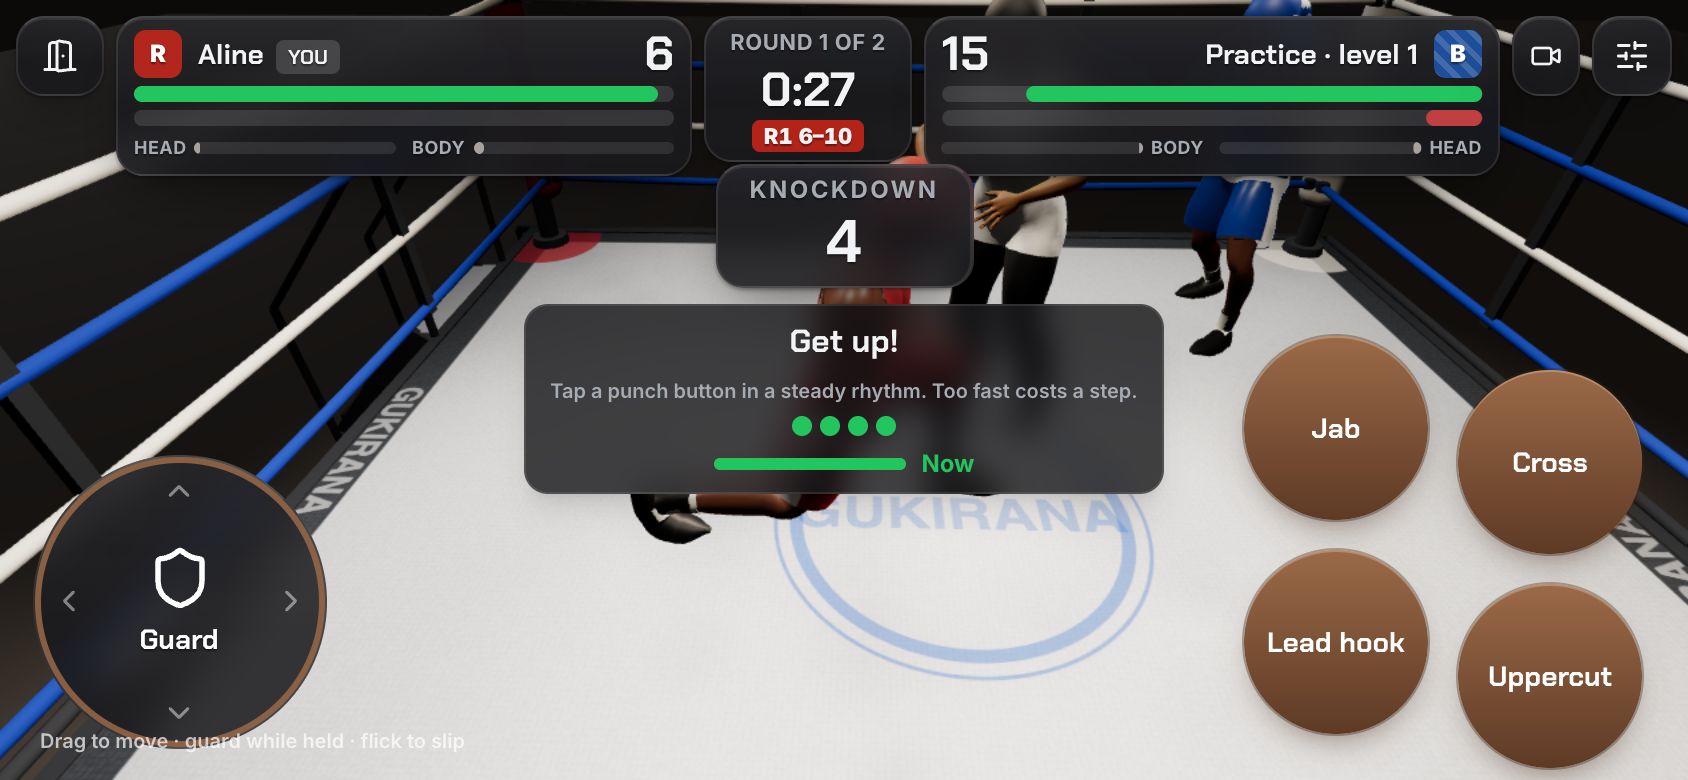 R Aline YOU 6
HEAD BODY
ROUND 1 OF 2
0:27
R1 6–10
15 Practice · level 1 B
BODY HEAD
KNOCKDOWN
4
Get up!
Tap a punch button in a steady rhythm. Too fast costs a step.
Now
Jab
Cross
Lead hook
Uppercut
Guard
Drag to move · guard while held · flick to slip
GUKIRANA
GUKIRANA